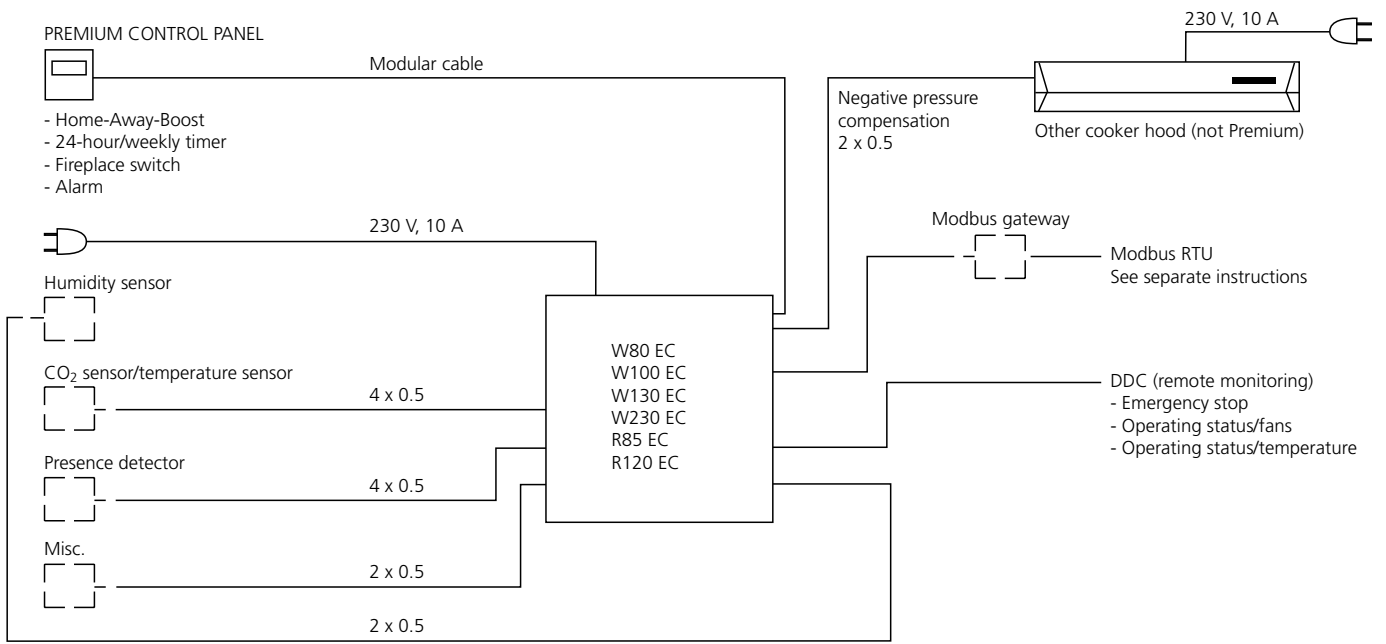 PREMIUM CONTROL PANEL
Modular cable
- Home-Away-Boost
- 24-hour/weekly timer
- Fireplace switch
- Alarm
230 V, 10 A
Negative pressure
compensation
2 x 0.5
Other cooker hood (not Premium)
230 V, 10 A
Modbus gateway
Modbus RTU
See separate instructions
Humidity sensor
CO₂ sensor/temperature sensor
4 x 0.5
Presence detector
4 x 0.5
Misc.
2 x 0.5
2 x 0.5
W80 EC
W100 EC
W130 EC
W230 EC
R85 EC
R120 EC
DDC (remote monitoring)
- Emergency stop
- Operating status/fans
- Operating status/temperature